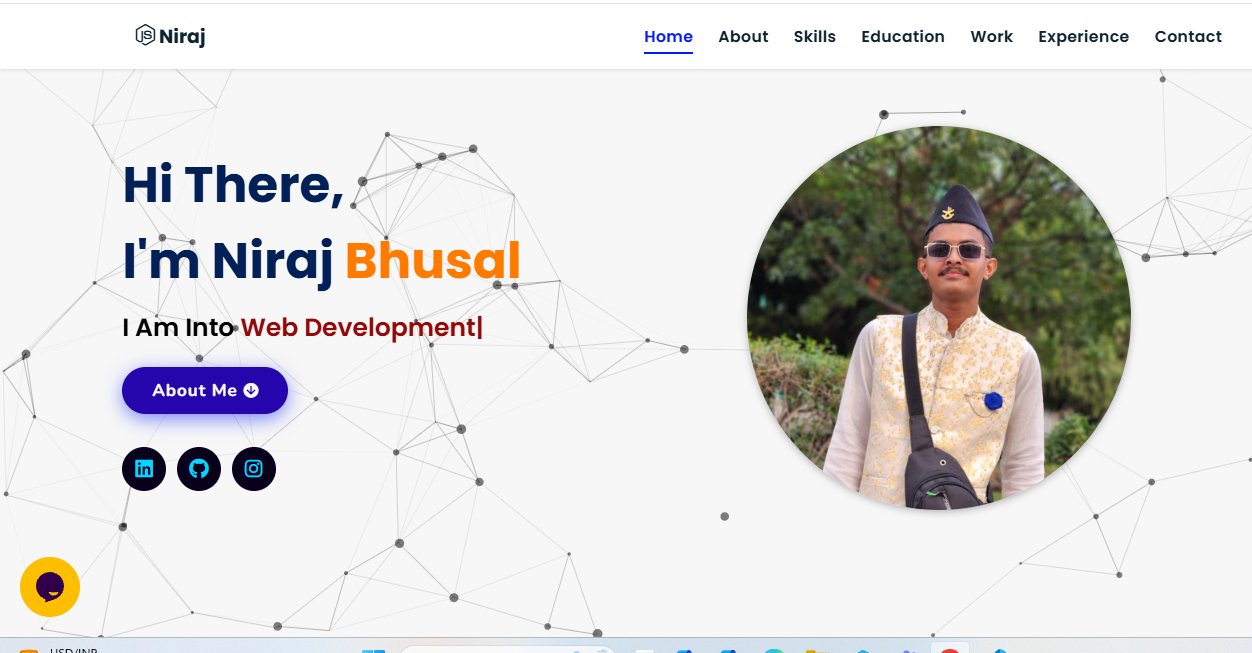 Niraj
Home About Skills Education Work Experience Contact
Hi There,
I'm Niraj Bhusal
I Am Into Web Development|
About Me
in
USD/INR